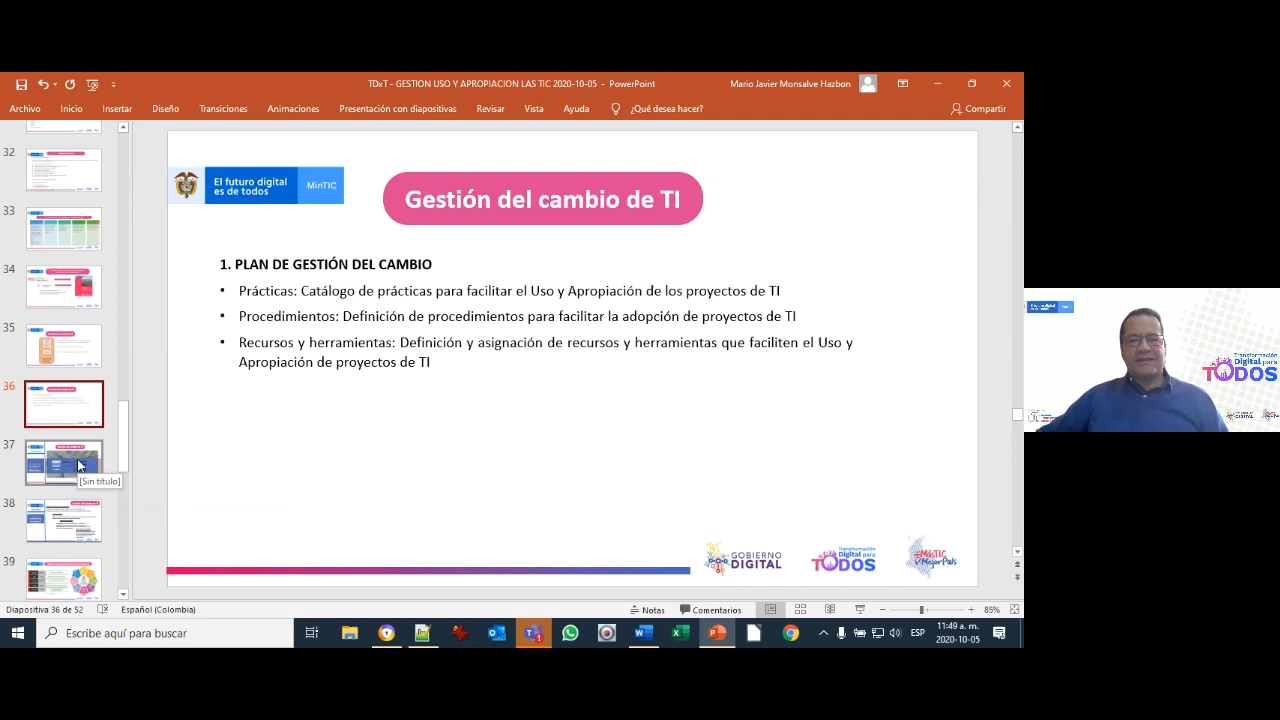 TDxT - GESTION USO Y APROPIACION LAS TIC 2020-10-05 - PowerPoint
Mario Javier Monsalve Hazbon
Archivo Inicio Insertar Diseño Transiciones Animaciones Presentación con diapositivas Revisar Vista Ayuda ¿Qué desea hacer? Compartir
32
33
34
35
36
37
[Sin título]
38
39
El futuro digital
es de todos
MinTIC
Gestión del cambio de TI
1. PLAN DE GESTIÓN DEL CAMBIO
• Prácticas: Catálogo de prácticas para facilitar el Uso y Apropiación de los proyectos de TI
• Procedimientos: Definición de procedimientos para facilitar la adopción de proyectos de TI
• Recursos y herramientas: Definición y asignación de recursos y herramientas que faciliten el Uso y
Apropiación de proyectos de TI
GOBIERNO
DIGITAL
Transformación
Digital para
TODOS
#MásTIC
MejorPaís
Transformación
Digital para
TODOS
Diapositiva 36 de 52 Español (Colombia) Notas Comentarios 85%
Escribe aquí para buscar
ESP
11:49 a. m.
2020-10-05